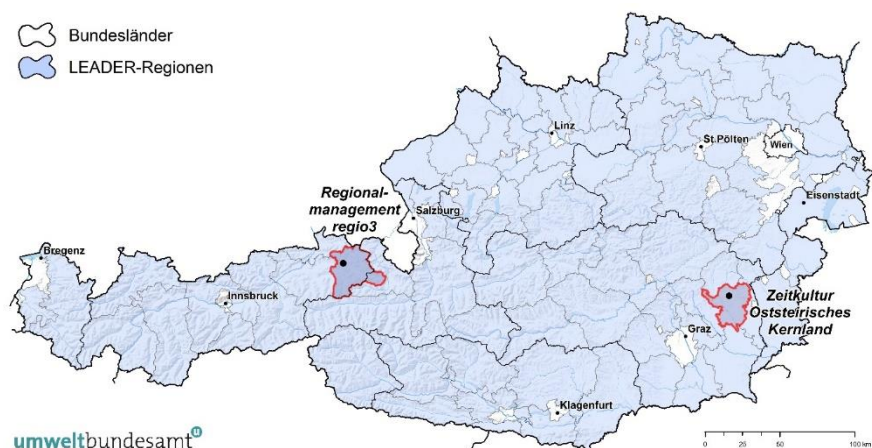 Bundesländer
LEADER-Regionen
Linz
St.Pölten
Wien
Eisenstadt
Regional-
management
regio3
Salzburg
Bregenz
Innsbruck
Zeitkultur
Oststeirisches
Kernland
Graz
Klagenfurt
umweltbundesamt
0 25 50 100 km